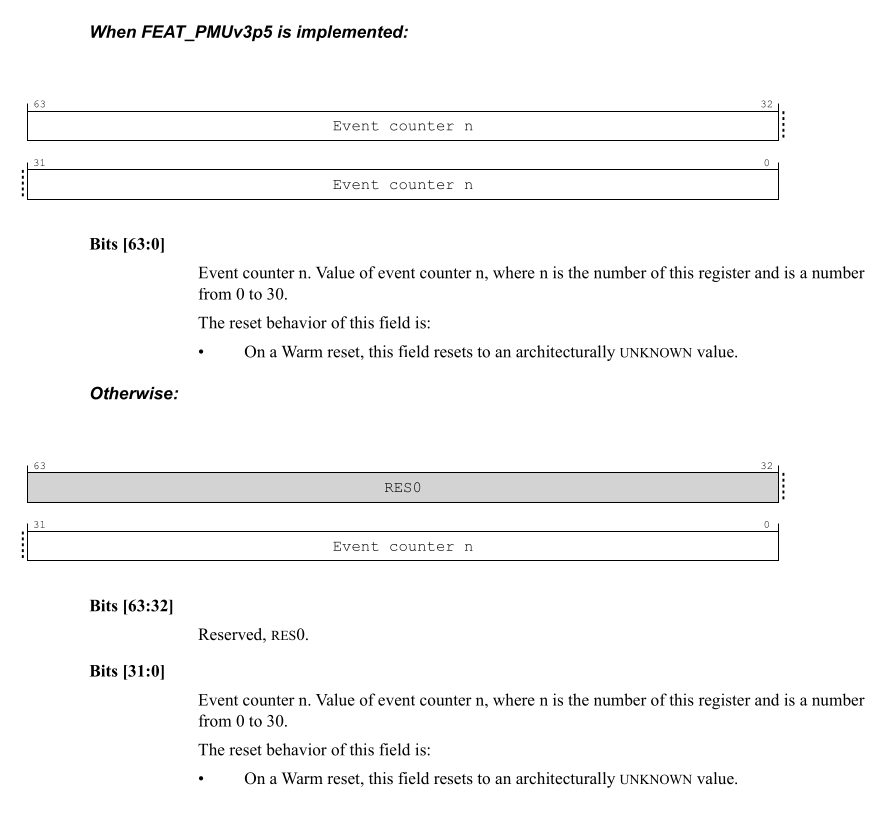 When FEAT_PMUv3p5 is implemented:
63 32
Event counter n
31 0
Event counter n
Bits [63:0]
Event counter n. Value of event counter n, where n is the number of this register and is a number
from 0 to 30.
The reset behavior of this field is:
• On a Warm reset, this field resets to an architecturally UNKNOWN value.
Otherwise:
63 32
RES0
31 0
Event counter n
Bits [63:32]
Reserved, RES0.
Bits [31:0]
Event counter n. Value of event counter n, where n is the number of this register and is a number
from 0 to 30.
The reset behavior of this field is:
• On a Warm reset, this field resets to an architecturally UNKNOWN value.